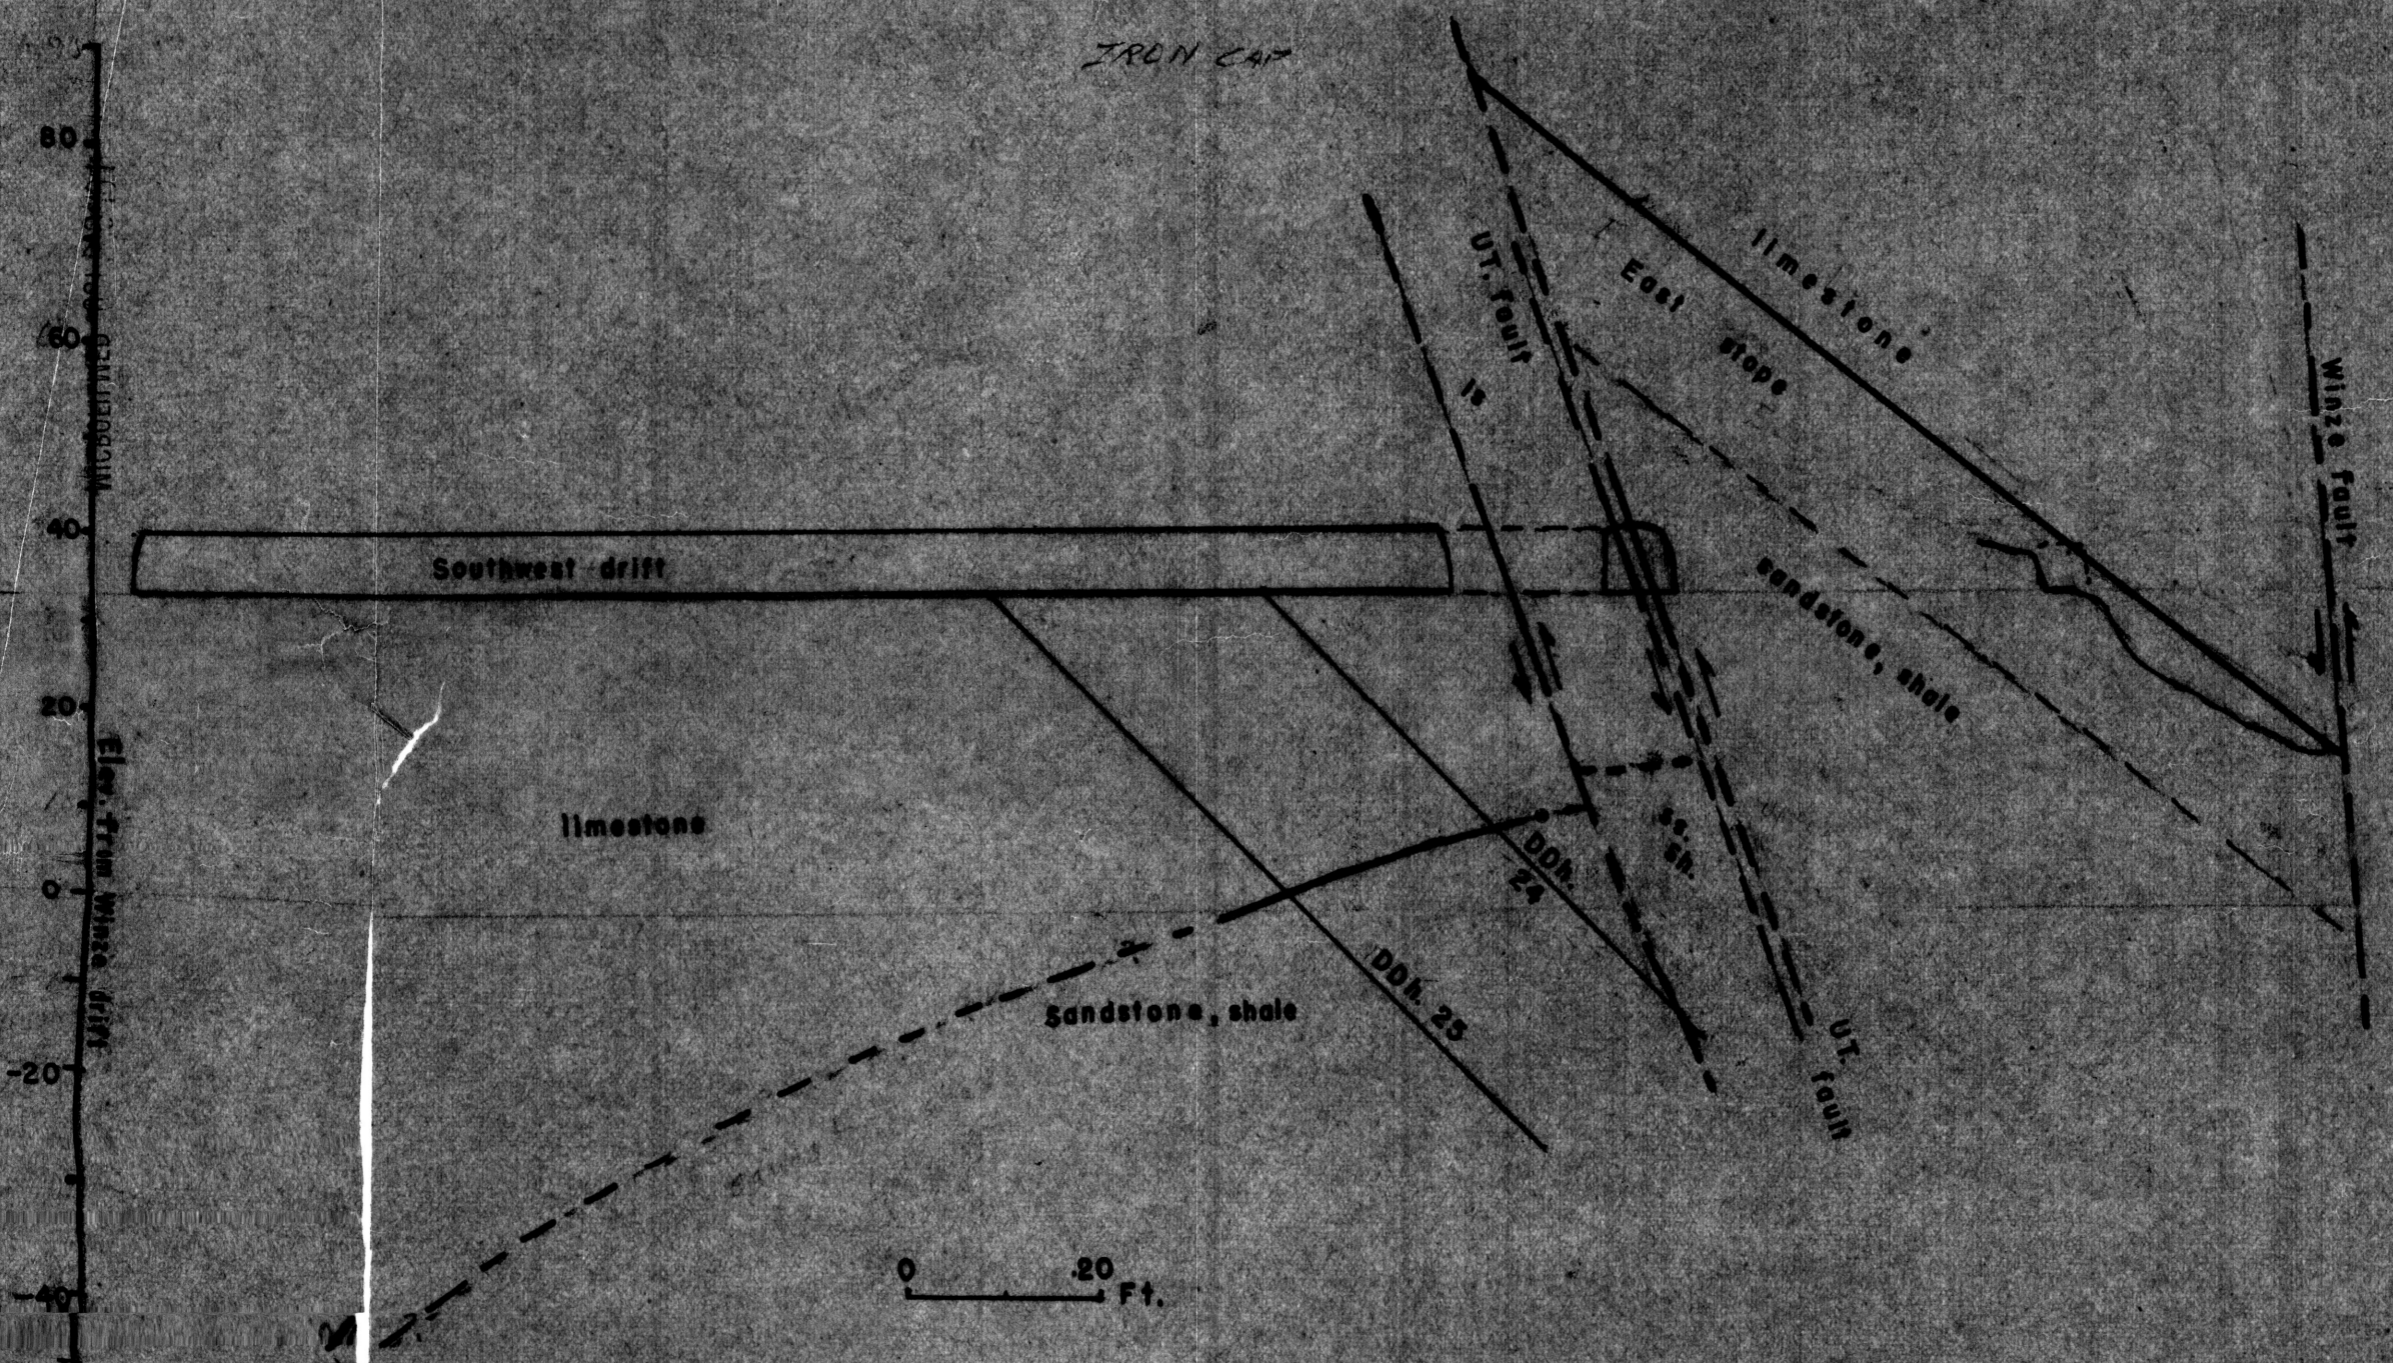 IRON CAP
80
60
40
20
0
-20
-40
Elev. from Winze drift
MICROFILMED
UT. fault
ls
East stope
limestone
Winze fault
Southwest drift
sandstone, shale
limestone
ss.
sh.
DDh.
24
DDh. 25
Sandstone, shale
UT. fault
0 20
Ft.